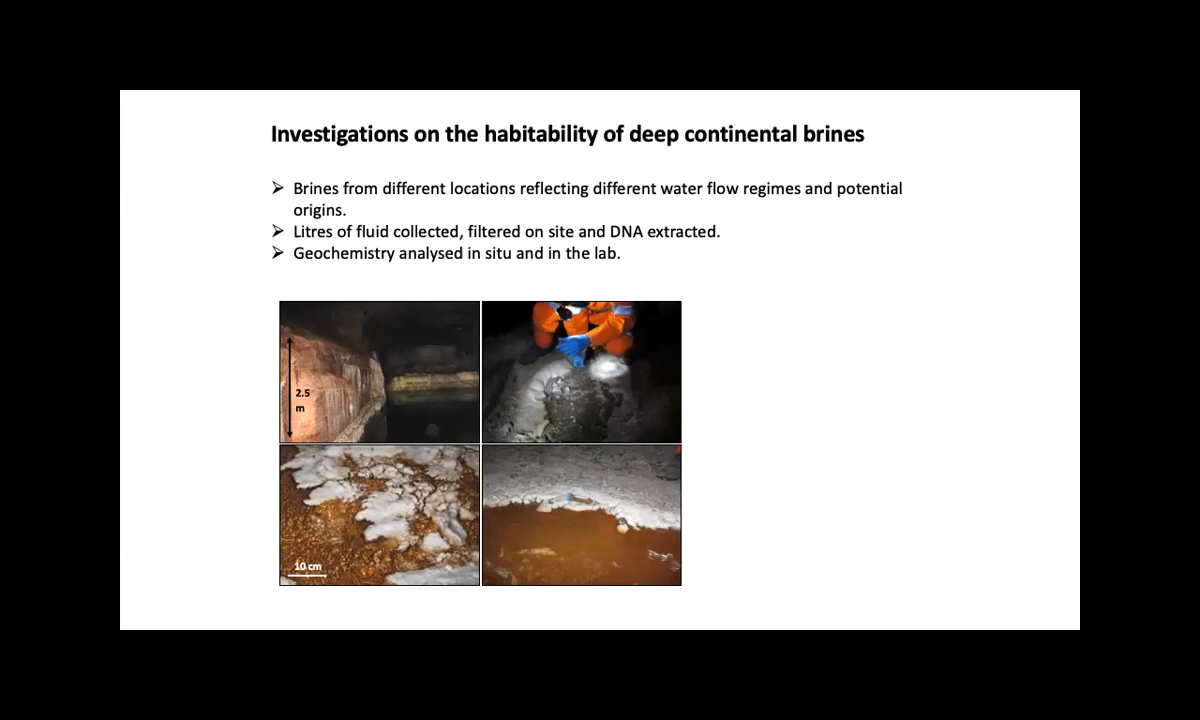 Investigations on the habitability of deep continental brines
➢ Brines from different locations reflecting different water flow regimes and potential
origins.
➢ Litres of fluid collected, filtered on site and DNA extracted.
➢ Geochemistry analysed in situ and in the lab.
2.5
m
10 cm